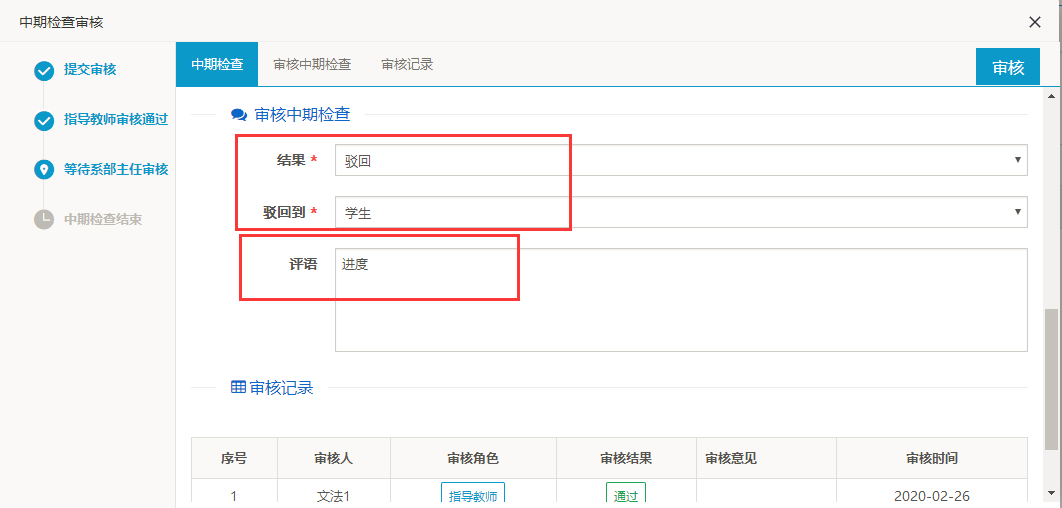 中期检查审核
提交审核
指导教师审核通过
等待系部主任审核
中期检查结束
中期检查 审核中期检查 审核记录 审核
审核中期检查
结果 * 驳回
驳回到 * 学生
评语 进度
审核记录
序号 审核人 审核角色 审核结果 审核意见 审核时间
1 文法1 指导教师 通过 2020-02-26